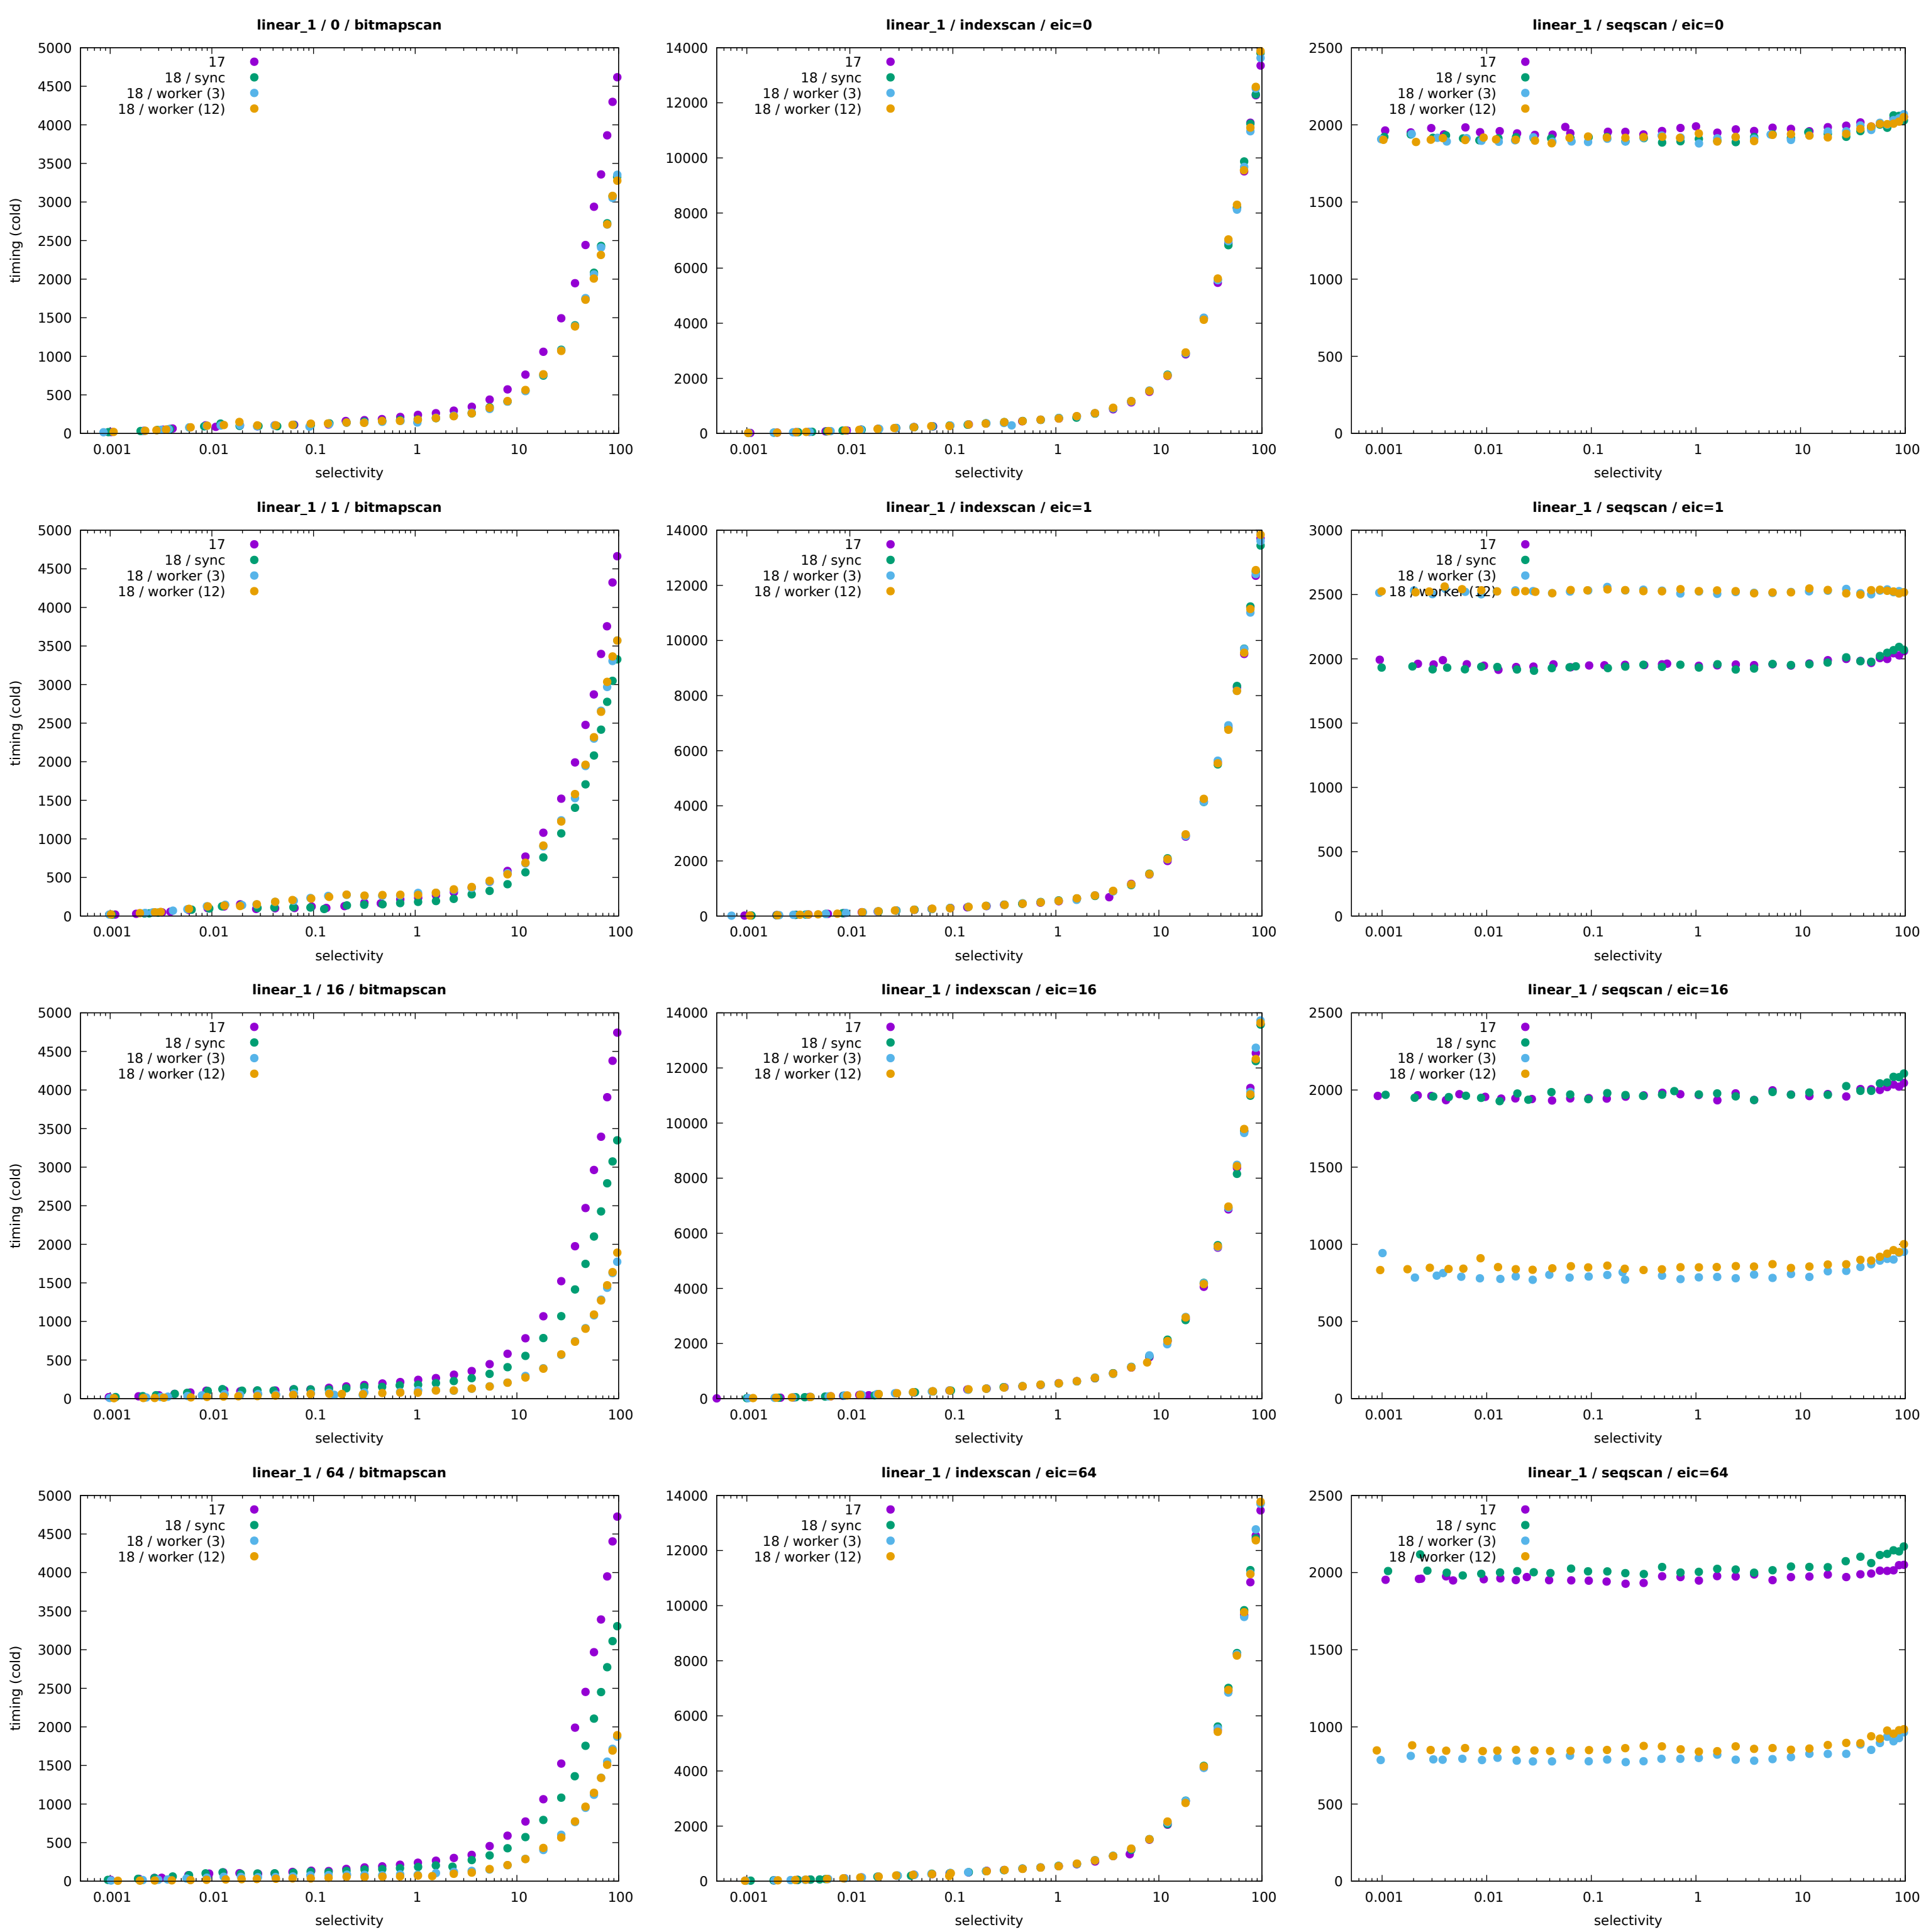 linear_1 / 0 / bitmapscan
timing (cold)
5000
4500
4000
3500
3000
2500
2000
1500
1000
500
0
17
18 / sync
18 / worker (3)
18 / worker (12)
0.001 0.01 0.1 1 10 100
selectivity
linear_1 / indexscan / eic=0
14000
12000
10000
8000
6000
4000
2000
0
17
18 / sync
18 / worker (3)
18 / worker (12)
0.001 0.01 0.1 1 10 100
selectivity
linear_1 / seqscan / eic=0
2500
2000
1500
1000
500
0
17
18 / sync
18 / worker (3)
18 / worker (12)
0.001 0.01 0.1 1 10 100
selectivity
linear_1 / 1 / bitmapscan
timing (cold)
5000
4500
4000
3500
3000
2500
2000
1500
1000
500
0
17
18 / sync
18 / worker (3)
18 / worker (12)
0.001 0.01 0.1 1 10 100
selectivity
linear_1 / indexscan / eic=1
14000
12000
10000
8000
6000
4000
2000
0
17
18 / sync
18 / worker (3)
18 / worker (12)
0.001 0.01 0.1 1 10 100
selectivity
linear_1 / seqscan / eic=1
3000
2500
2000
1500
1000
500
0
17
18 / sync
18 / worker (3)
18 / worker (12)
0.001 0.01 0.1 1 10 100
selectivity
linear_1 / 16 / bitmapscan
timing (cold)
5000
4500
4000
3500
3000
2500
2000
1500
1000
500
0
17
18 / sync
18 / worker (3)
18 / worker (12)
0.001 0.01 0.1 1 10 100
selectivity
linear_1 / indexscan / eic=16
14000
12000
10000
8000
6000
4000
2000
0
17
18 / sync
18 / worker (3)
18 / worker (12)
0.001 0.01 0.1 1 10 100
selectivity
linear_1 / seqscan / eic=16
2500
2000
1500
1000
500
0
17
18 / sync
18 / worker (3)
18 / worker (12)
0.001 0.01 0.1 1 10 100
selectivity
linear_1 / 64 / bitmapscan
timing (cold)
5000
4500
4000
3500
3000
2500
2000
1500
1000
500
0
17
18 / sync
18 / worker (3)
18 / worker (12)
0.001 0.01 0.1 1 10 100
selectivity
linear_1 / indexscan / eic=64
14000
12000
10000
8000
6000
4000
2000
0
17
18 / sync
18 / worker (3)
18 / worker (12)
0.001 0.01 0.1 1 10 100
selectivity
linear_1 / seqscan / eic=64
2500
2000
1500
1000
500
0
17
18 / sync
18 / worker (3)
18 / worker (12)
0.001 0.01 0.1 1 10 100
selectivity